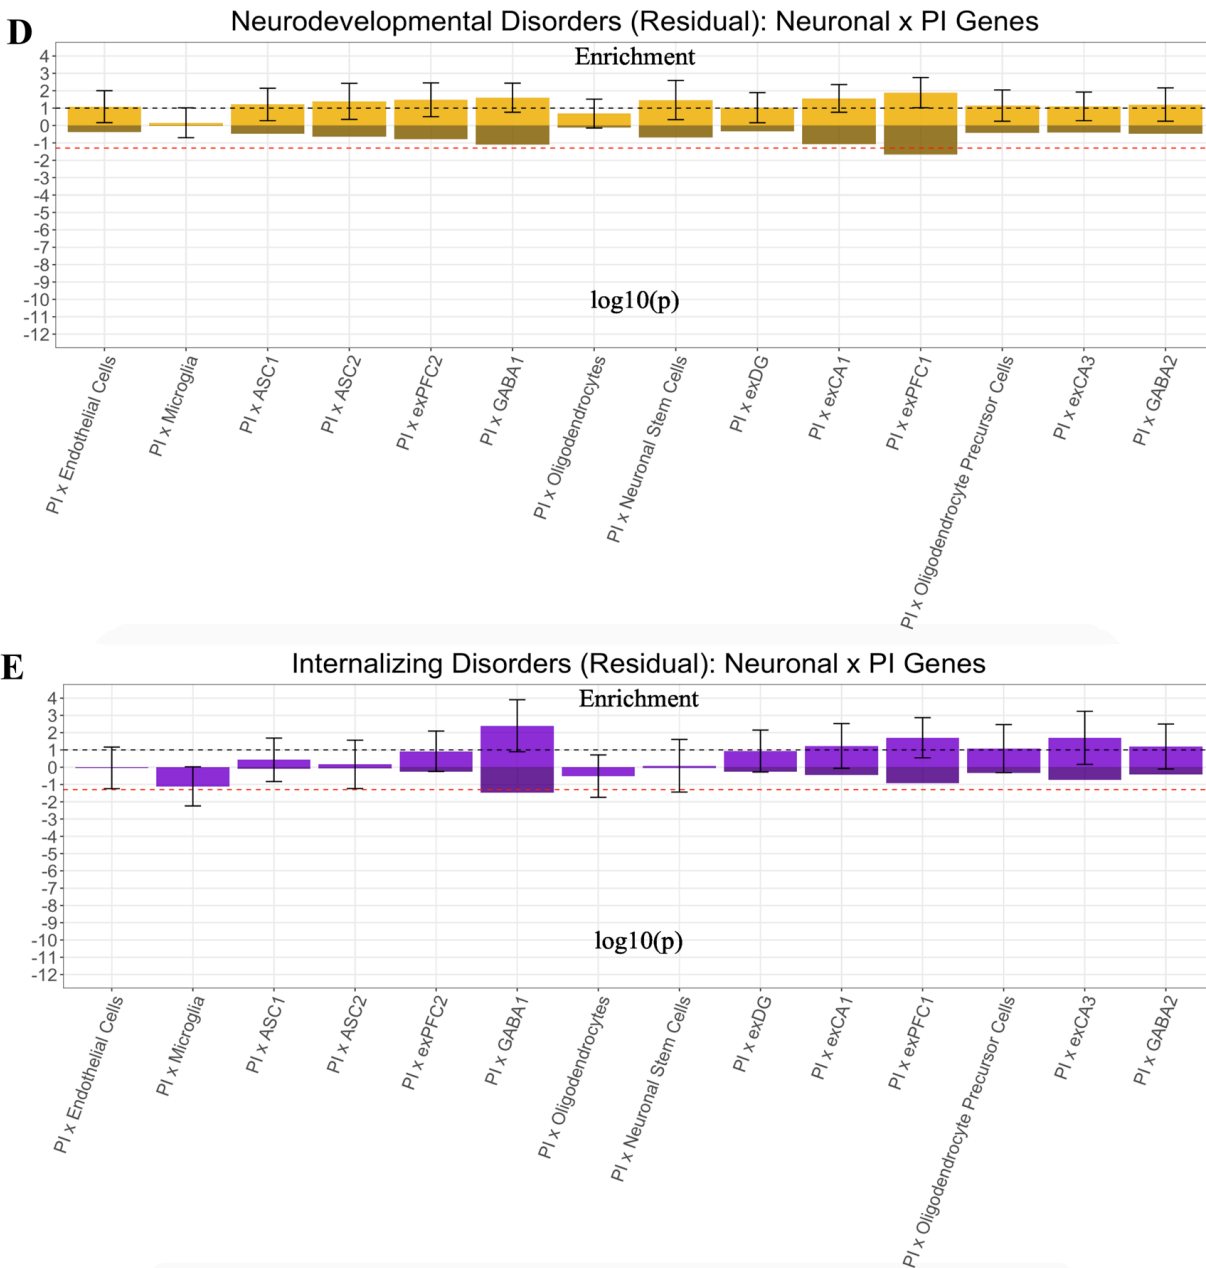 D
Neurodevelopmental Disorders (Residual): Neuronal x PI Genes
Enrichment
4
3
2
1
0
-1
-2
-3
-4
-5
-6
-7
-8
-9
-10
-11
-12
log10(p)
PI x Endothelial Cells
PI x Microglia
PI x ASC1
PI x ASC2
PI x exPFC2
PI x GABA1
PI x Oligodendrocytes
PI x Neuronal Stem Cells
PI x exDG
PI x exCA1
PI x exPFC1
PI x Oligodendrocyte Precursor Cells
PI x exCA3
PI x GABA2
E
Internalizing Disorders (Residual): Neuronal x PI Genes
Enrichment
4
3
2
1
0
-1
-2
-3
-4
-5
-6
-7
-8
-9
-10
-11
-12
log10(p)
PI x Endothelial Cells
PI x Microglia
PI x ASC1
PI x ASC2
PI x exPFC2
PI x GABA1
PI x Oligodendrocytes
PI x Neuronal Stem Cells
PI x exDG
PI x exCA1
PI x exPFC1
PI x Oligodendrocyte Precursor Cells
PI x exCA3
PI x GABA2